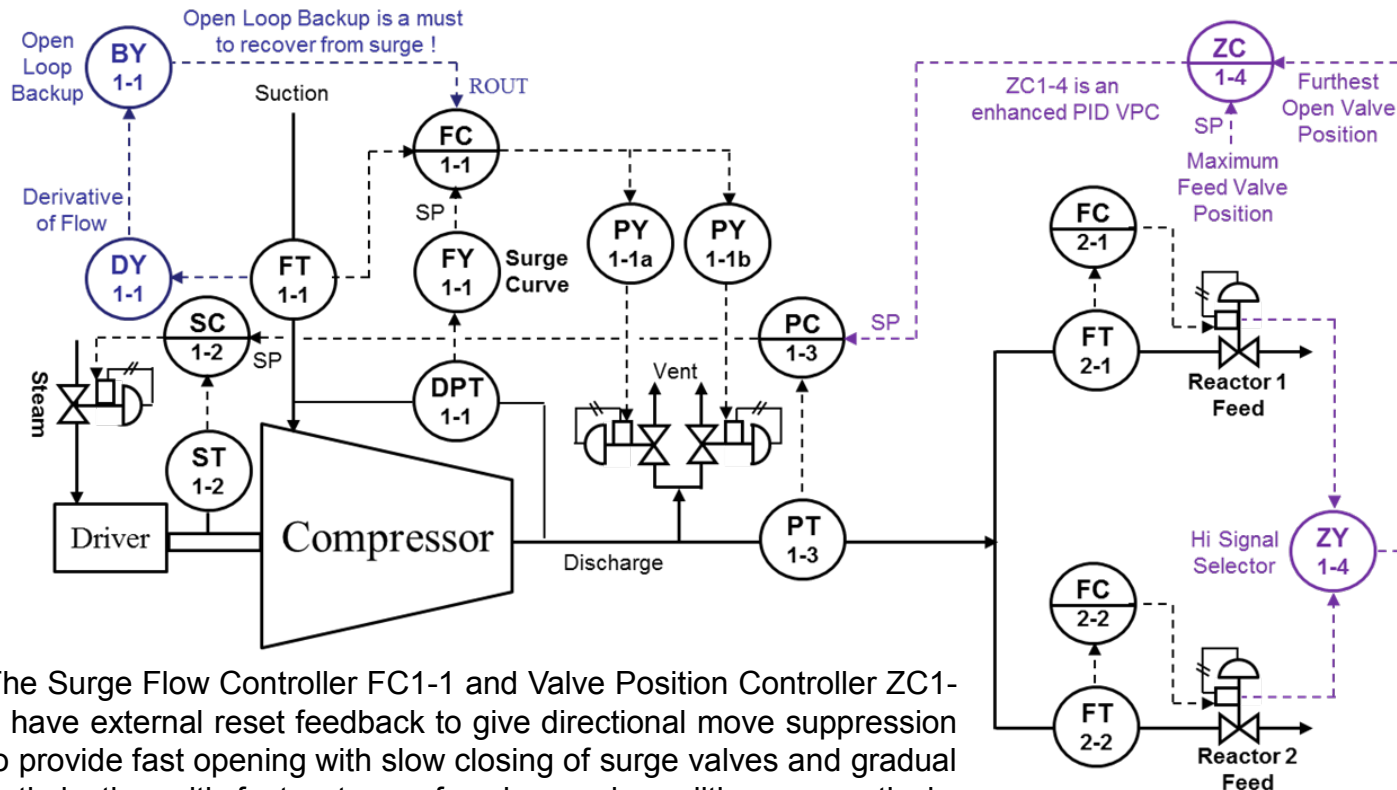 Open Loop Backup is a must
to recover from surge !
Open
Loop
Backup
BY
1-1
ROUT
Suction
FC
1-1
SP
Derivative
of Flow
DY
1-1
FT
1-1
FY
1-1
Surge
Curve
PY
1-1a
PY
1-1b
ZC
1-4
ZC1-4 is an
enhanced PID VPC
Furthest
Open Valve
Position
SP
Maximum
Feed Valve
Position
FC
2-1
SC
1-2
SP
PC
1-3
SP
FT
2-1
Reactor 1
Feed
Steam
DPT
1-1
Vent
ST
1-2
Driver
Compressor
Discharge
PT
1-3
Hi Signal
Selector
ZY
1-4
FC
2-2
FT
2-2
Reactor 2
Feed
The Surge Flow Controller FC1-1 and Valve Position Controller ZC1-
have external reset feedback to give directional move suppression
provide fast opening with slow closing of surge valves and gradual